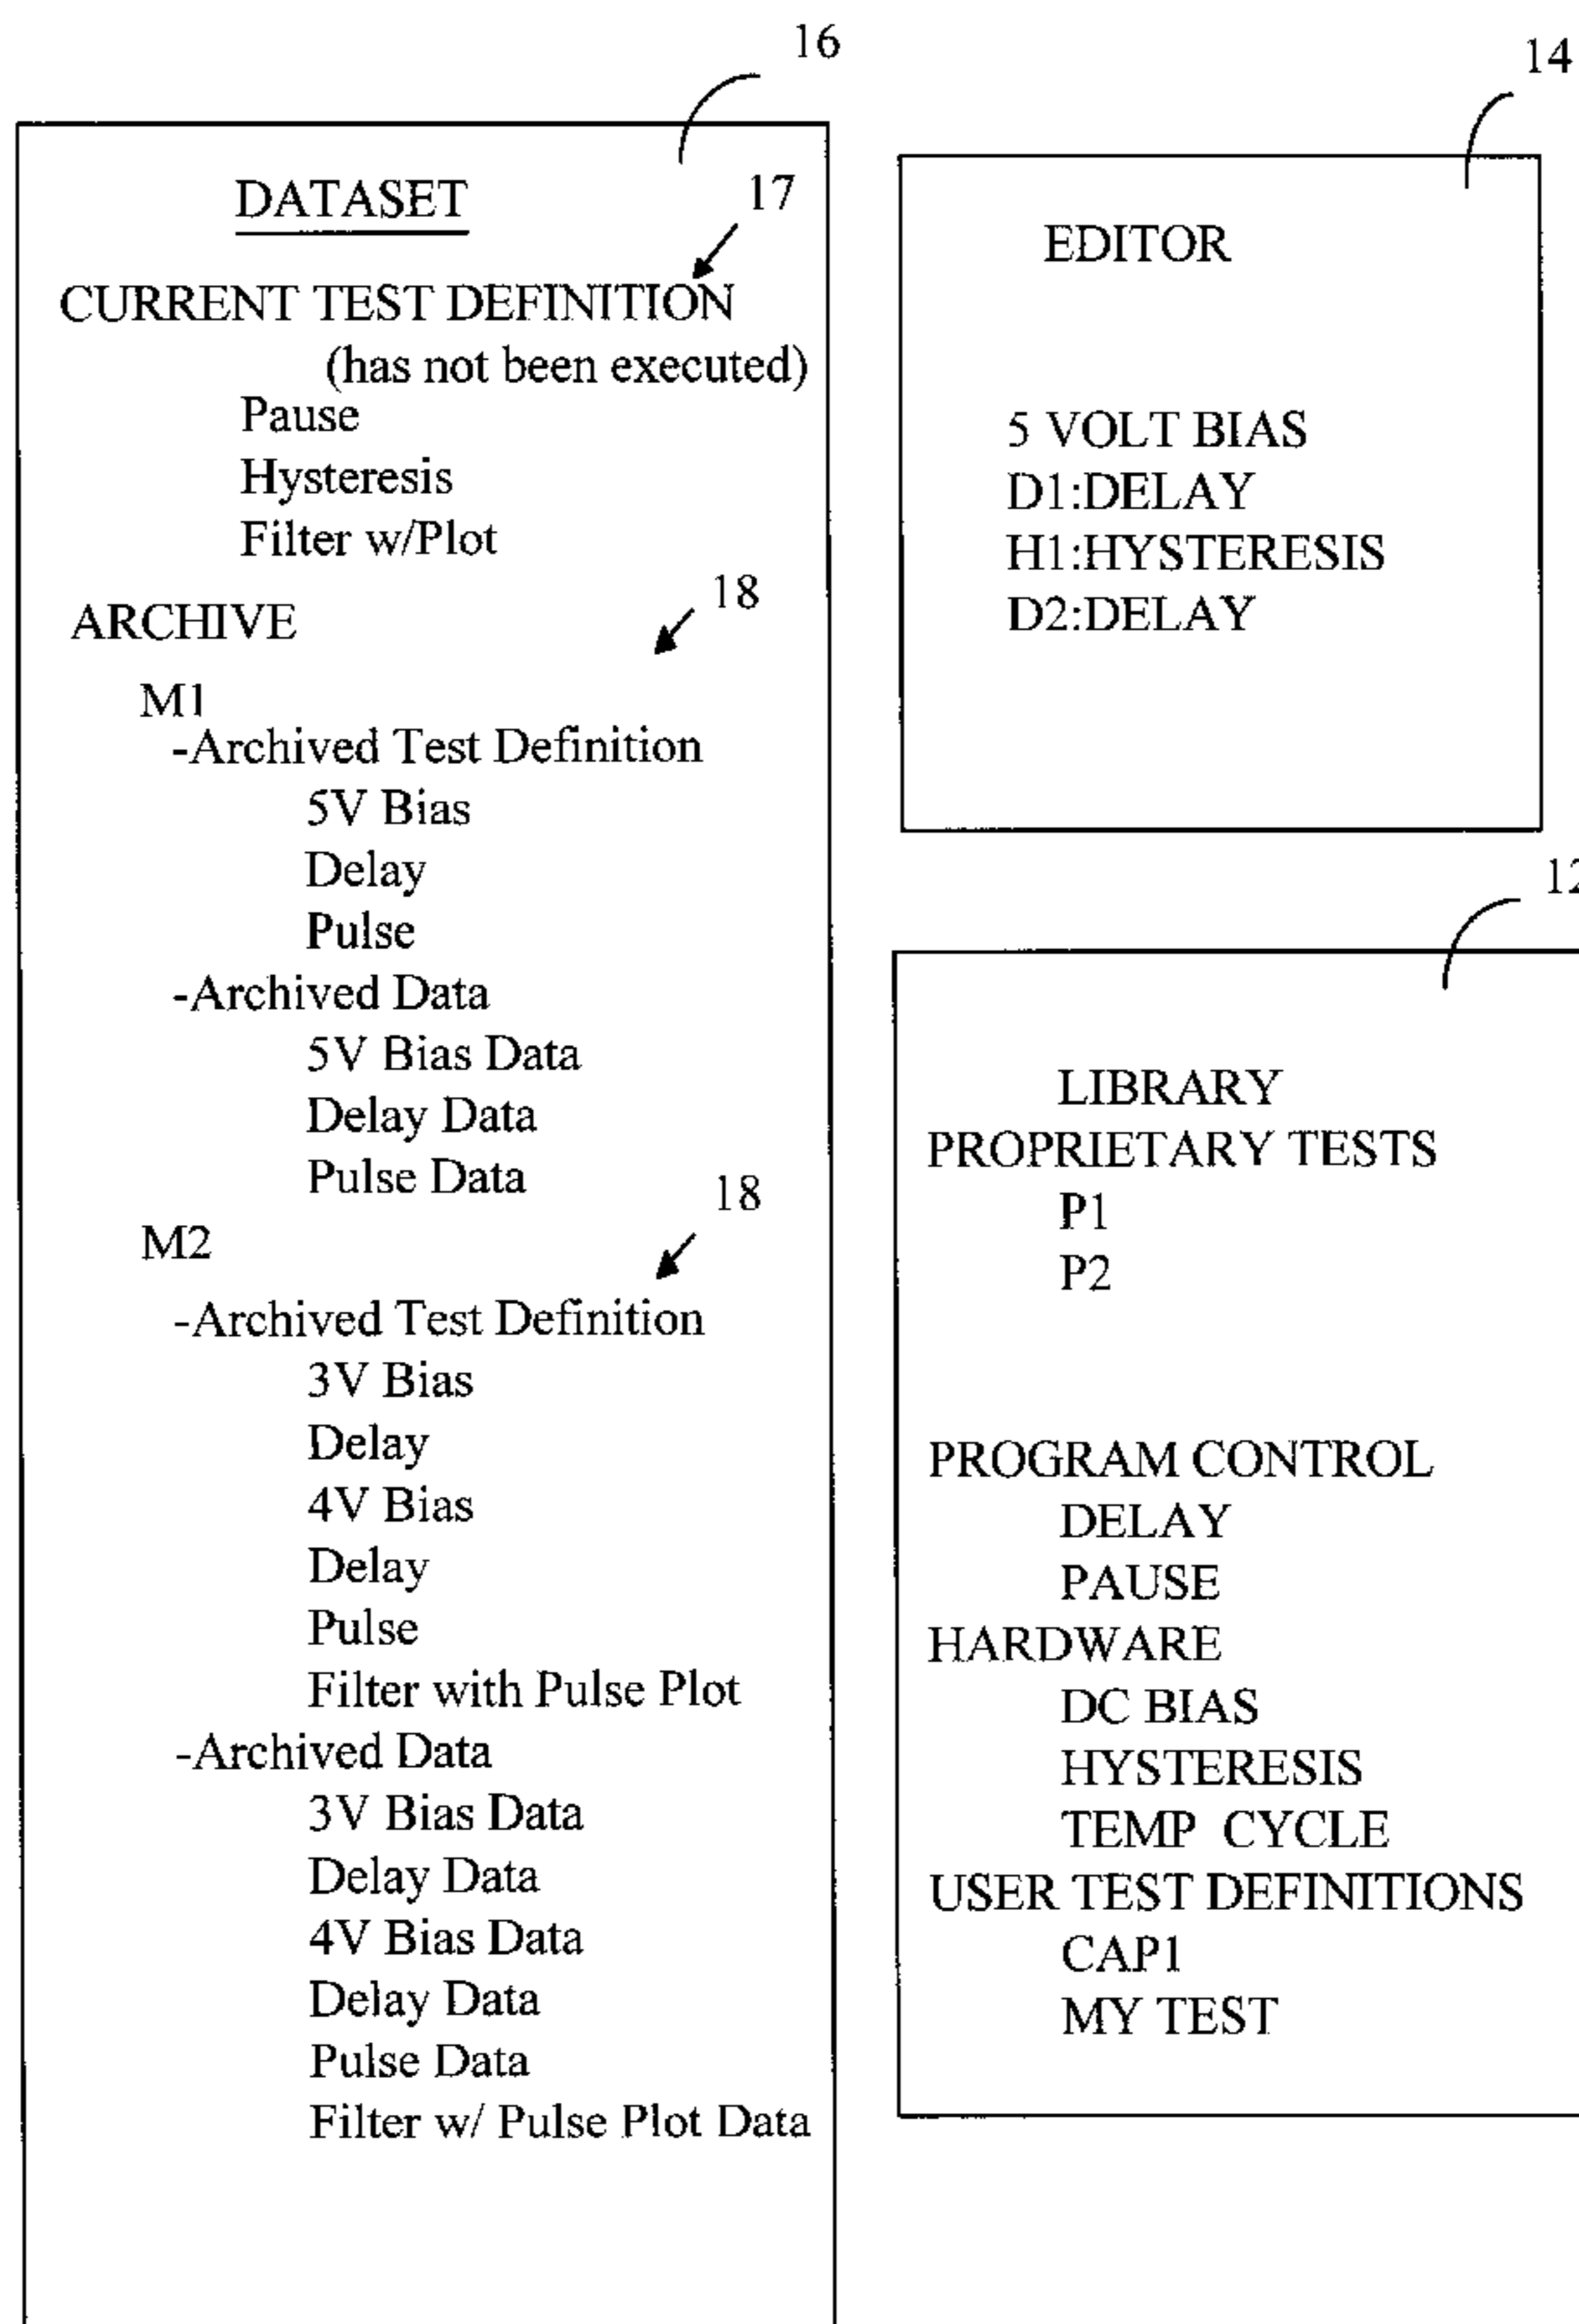 16
DATASET
17
CURRENT TEST DEFINITION
(has not been executed)
Pause
Hysteresis
Filter w/Plot
ARCHIVE
18
M1
-Archived Test Definition
5V Bias
Delay
Pulse
-Archived Data
5V Bias Data
Delay Data
Pulse Data
18
M2
-Archived Test Definition
3V Bias
Delay
4V Bias
Delay
Pulse
Filter with Pulse Plot
-Archived Data
3V Bias Data
Delay Data
4V Bias Data
Delay Data
Pulse Data
Filter w/ Pulse Plot Data
14
EDITOR
5 VOLT BIAS
D1:DELAY
H1:HYSTERESIS
D2:DELAY
12
LIBRARY
PROPRIETARY TESTS
P1
P2
PROGRAM CONTROL
DELAY
PAUSE
HARDWARE
DC BIAS
HYSTERESIS
TEMP CYCLE
USER TEST DEFINITIONS
CAP1
MY TEST